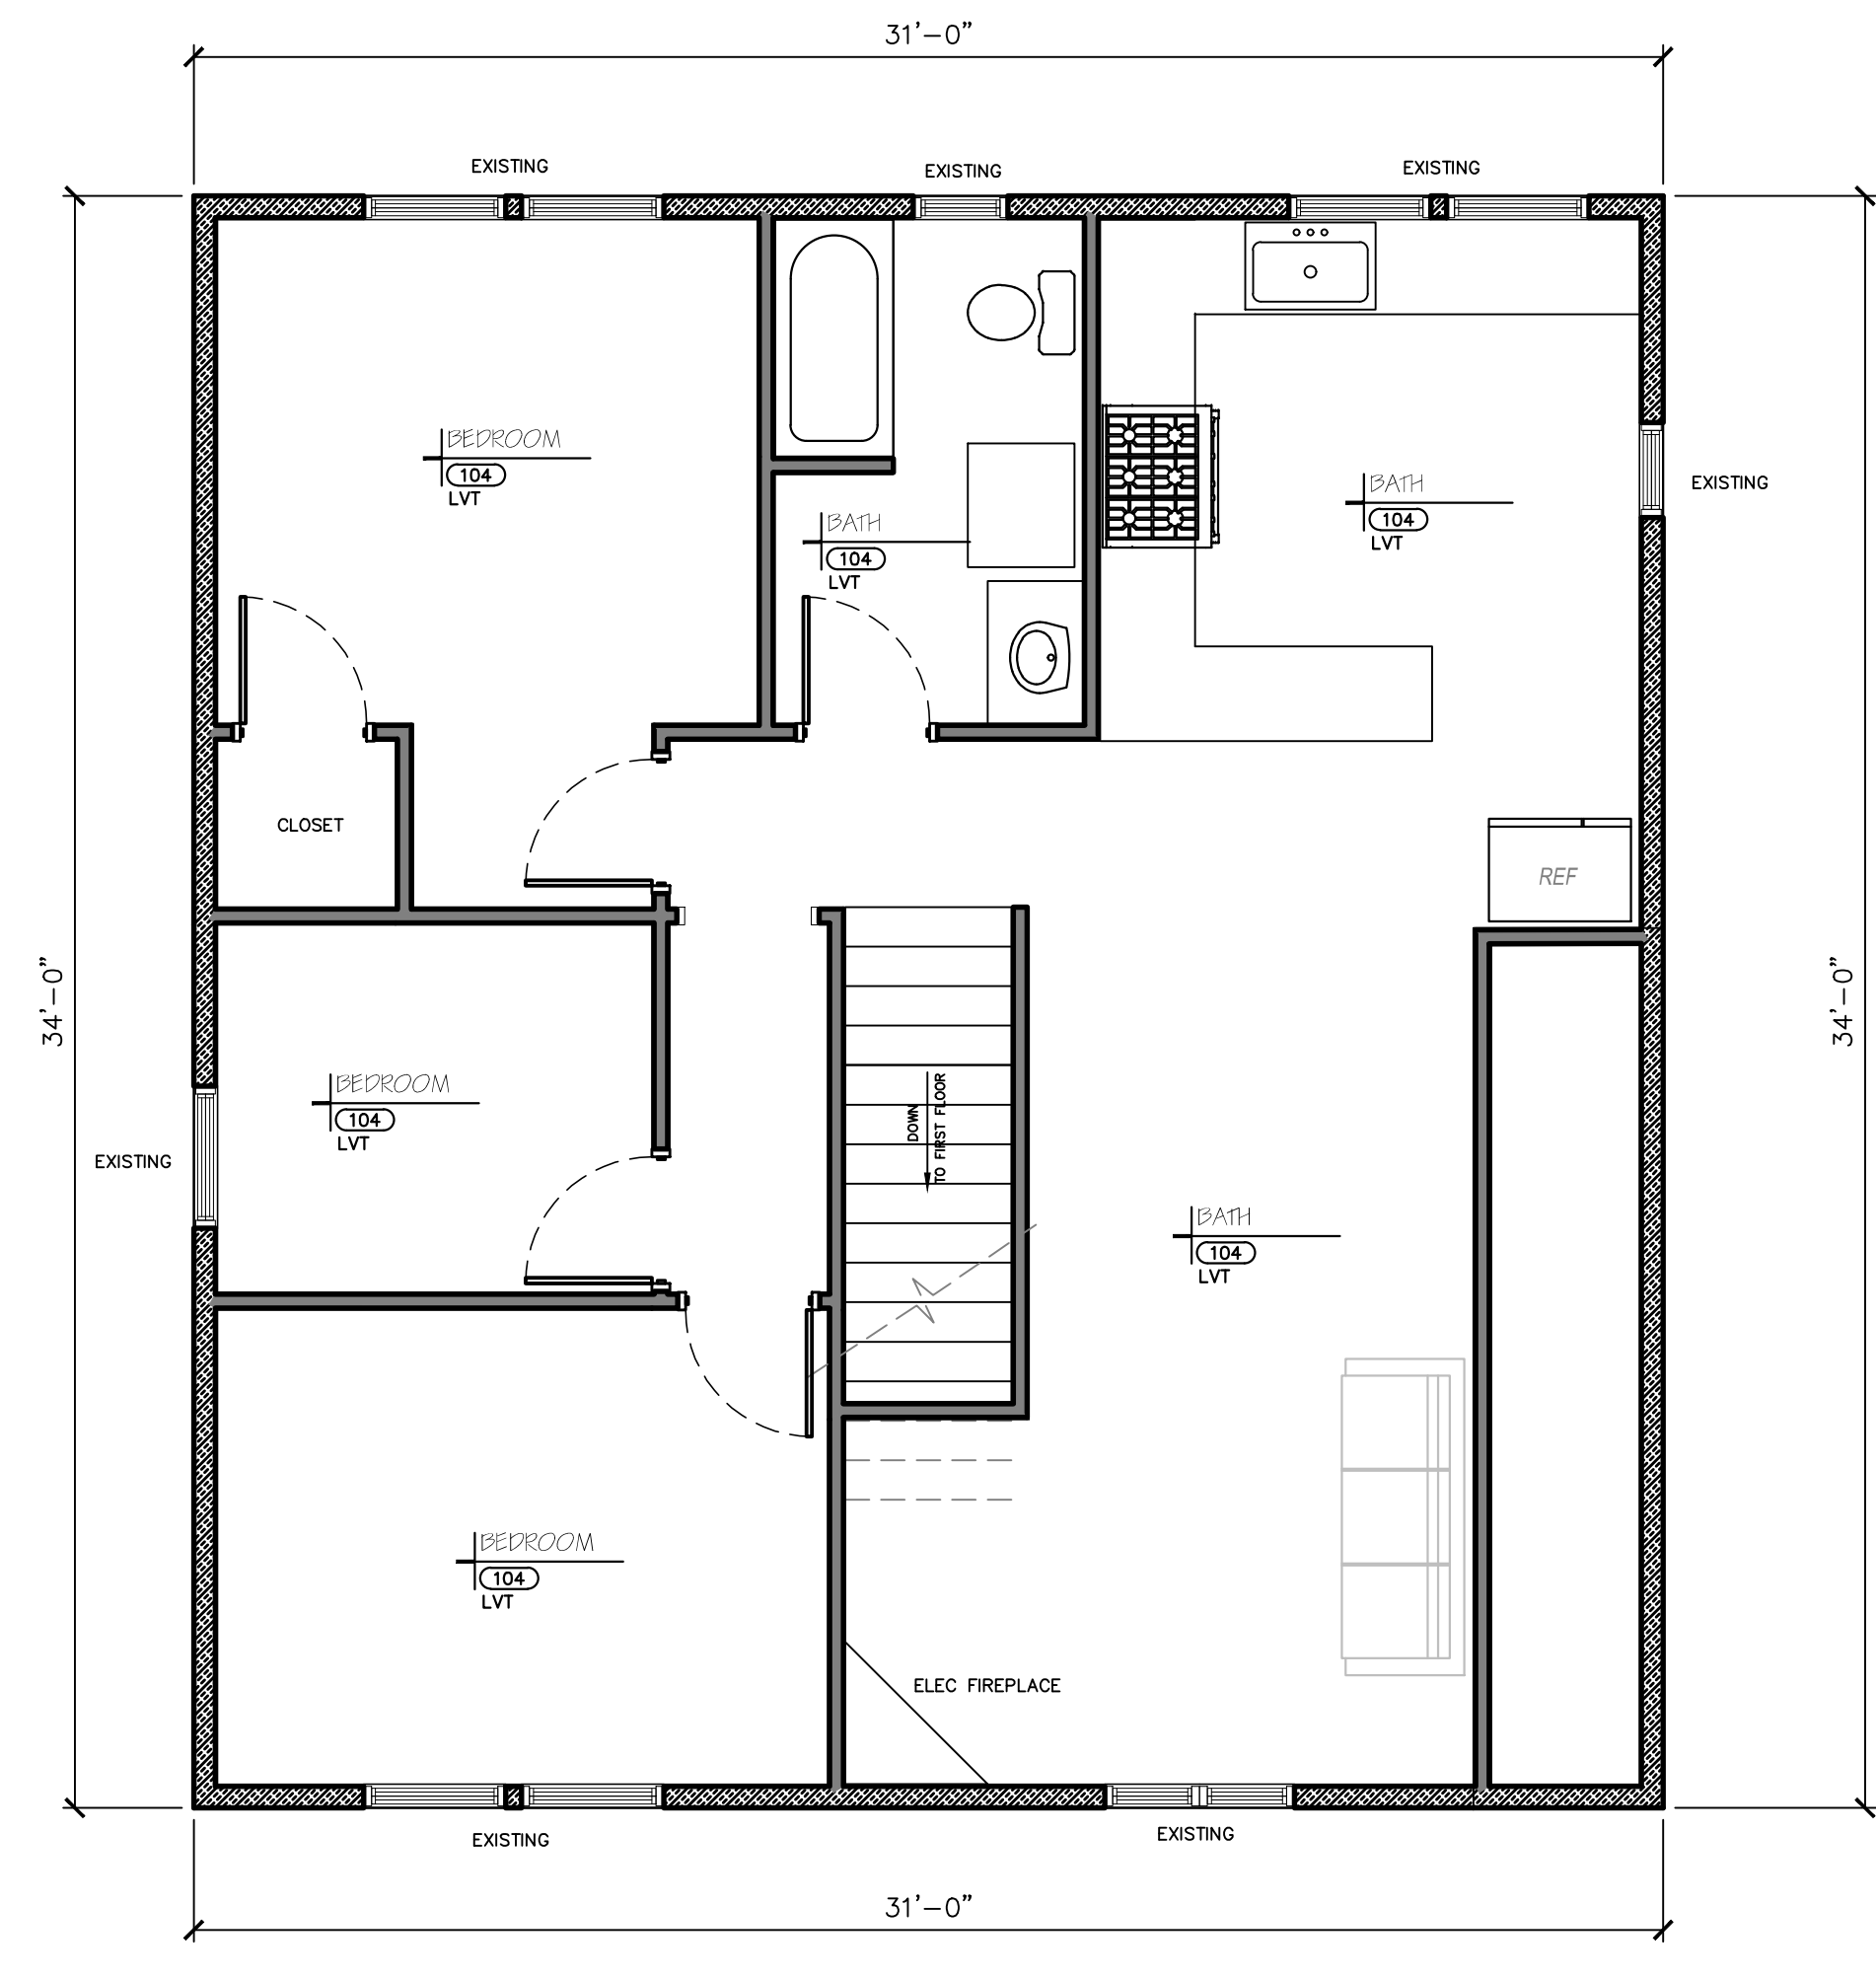 31'-0"
EXISTING
EXISTING
EXISTING
BEDROOM
104
LVT
BATH
104
LVT
EXISTING
BATH
104
LVT
CLOSET
REF
34'-0"
34'-0"
BEDROOM
104
LVT
DOWN
TO FIRST FLOOR
EXISTING
BATH
104
LVT
BEDROOM
104
LVT
ELEC FIREPLACE
EXISTING
EXISTING
31'-0"